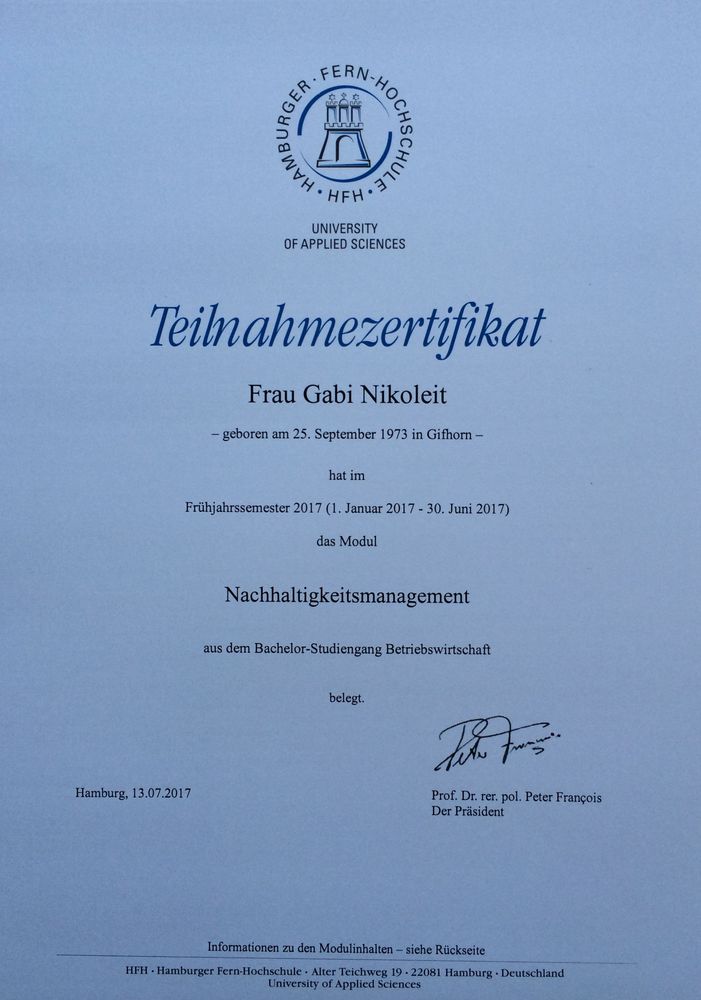 HAMBURGER · FERN-HOCHSCHULE · HFH ·
UNIVERSITY
OF APPLIED SCIENCES
Teilnahmezertifikat
Frau Gabi Nikoleit
– geboren am 25. September 1973 in Gifhorn –
hat im
Frühjahrssemester 2017 (1. Januar 2017 - 30. Juni 2017)
das Modul
Nachhaltigkeitsmanagement
aus dem Bachelor-Studiengang Betriebswirtschaft
belegt.
Hamburg, 13.07.2017
Prof. Dr. rer. pol. Peter François
Der Präsident
Informationen zu den Modulinhalten – siehe Rückseite
HFH · Hamburger Fern-Hochschule · Alter Teichweg 19 · 22081 Hamburg · Deutschland
University of Applied Sciences